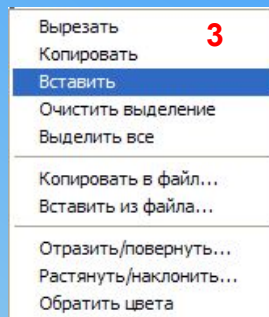 Вырезать
3
Копировать
Вставить
Очистить выделение
Выделить все
Копировать в файл...
Вставить из файла...
Отразить/повернуть...
Растянуть/наклонить...
Обратить цвета